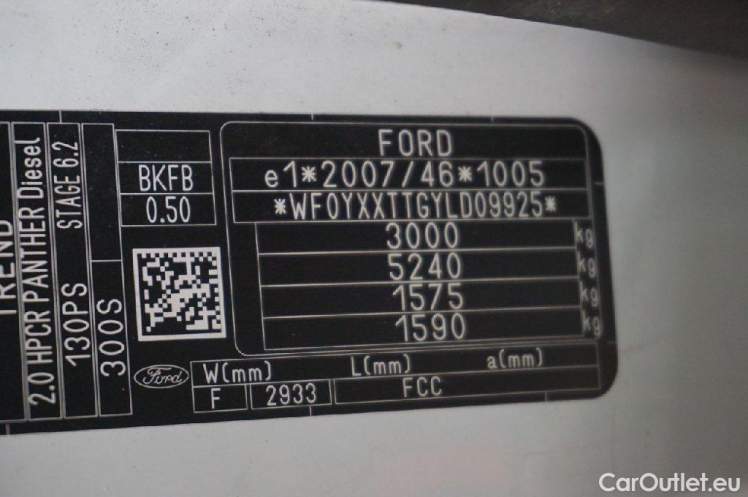 TREND
2.0 HPCR PANTHER Diesel
130PS STAGE 6.2
300S
BKFB
0.50
FORD
e1*2007/46*1005
*WF0YXXTTGYLD09925*
3000 kg
5240 kg
1575 kg
1590 kg
Ford
W(mm) L(mm) a(mm)
F 2933 FCC
CarOutlet.eu